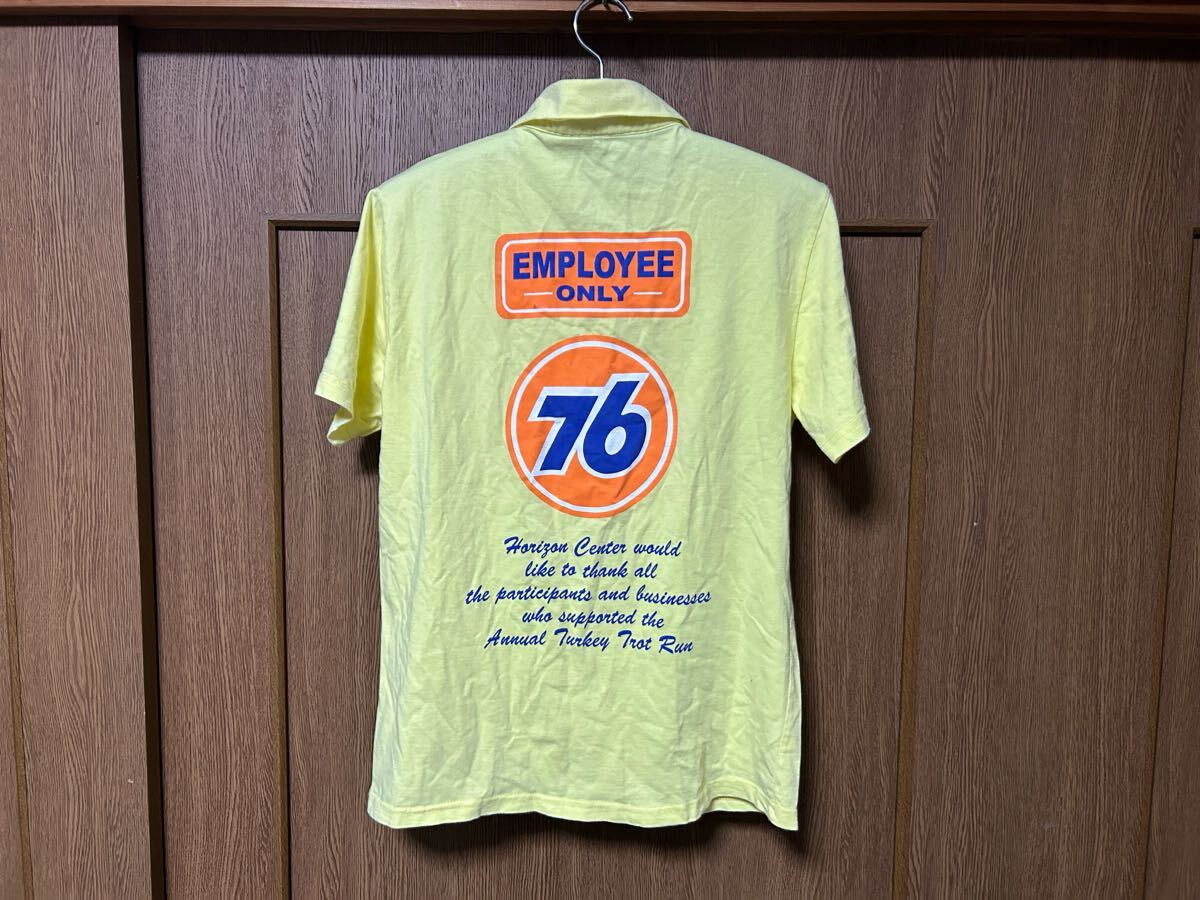 EMPLOYEE
ONLY
76
Horizon Center would
like to thank all
the participants and businesses
who supported the
Annual Turkey Trot Run